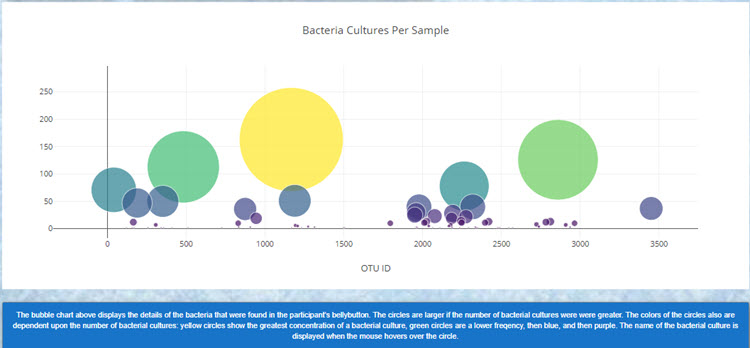 Bacteria Cultures Per Sample
250
200
150
100
50
0
0 500 1000 1500 2000 2500 3000 3500
OTU ID
The bubble chart above displays the details of the bacteria that were found in the participant's bellybutton. The circles are larger if the number of bacterial cultures were were greater. The colors of the circles also are
dependent upon the number of bacterial cultures: yellow circles show the greatest concentration of a bacterial culture, green circles are a lower freqency, then blue, and then purple. The name of the bacterial culture is
displayed when the mouse hovers over the circle.